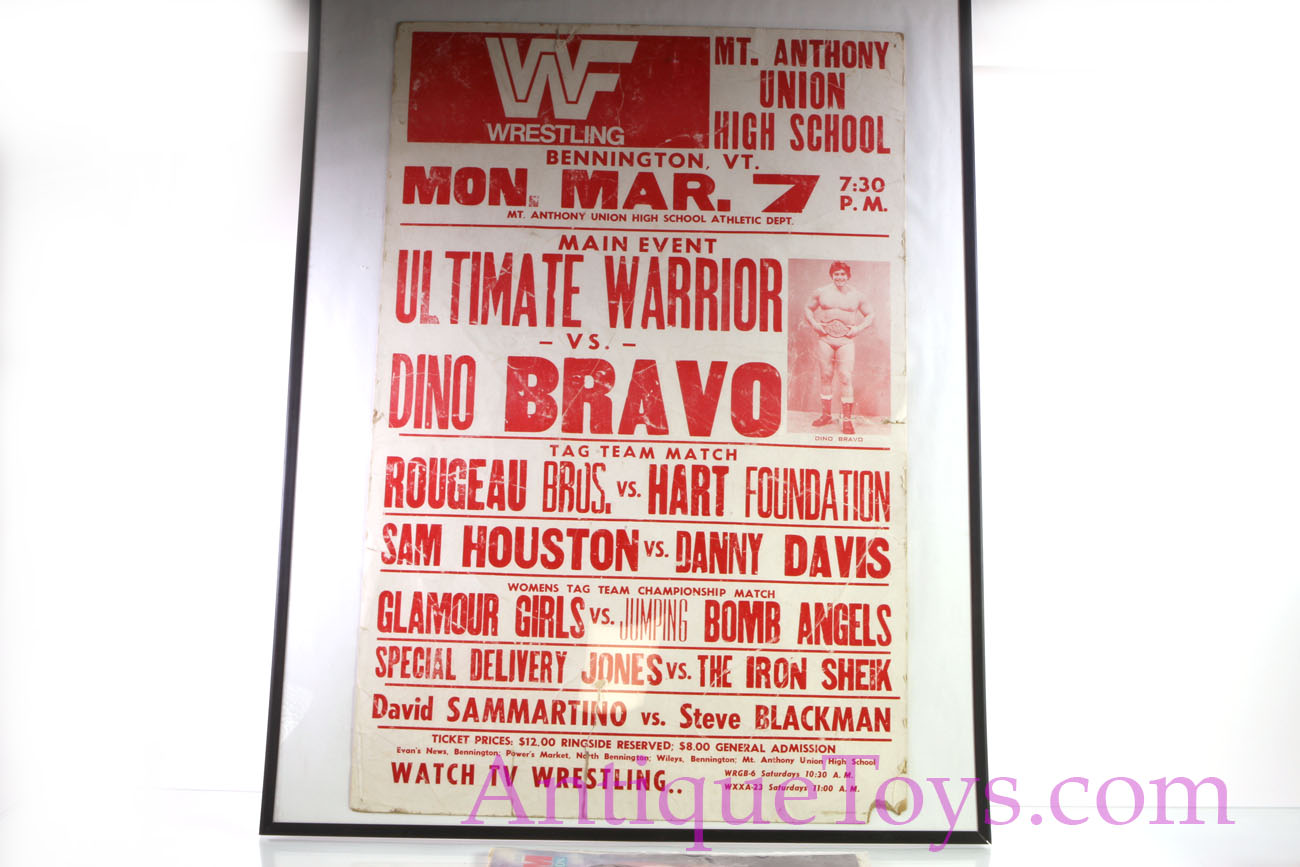 WF
WRESTLING
MT. ANTHONY
UNION
HIGH SCHOOL
BENNINGTON, VT.
MON. MAR. 7
7:30
P. M.
MT. ANTHONY UNION HIGH SCHOOL ATHLETIC DEPT.
MAIN EVENT
ULTIMATE WARRIOR
– VS. –
DINO BRAVO
DINO BRAVO
TAG TEAM MATCH
ROUGEAU BROS. VS. HART FOUNDATION
SAM HOUSTON VS. DANNY DAVIS
WOMENS TAG TEAM CHAMPIONSHIP MATCH
GLAMOUR GIRLS VS. JUMPING BOMB ANGELS
SPECIAL DELIVERY JONES VS. THE IRON SHEIK
David SAMMARTINO vs. Steve BLACKMAN
TICKET PRICES: $12.00 RINGSIDE RESERVED; $8.00 GENERAL ADMISSION
Evan's News, Bennington; Power's Market, North Bennington; Wileys, Bennington; Mt. Anthony Union High School
WATCH TV WRESTLING..
WRGB-6 Saturdays 10:30 A. M.
WXXA-23 Saturdays 11:00 A. M.
AntiqueToys.com